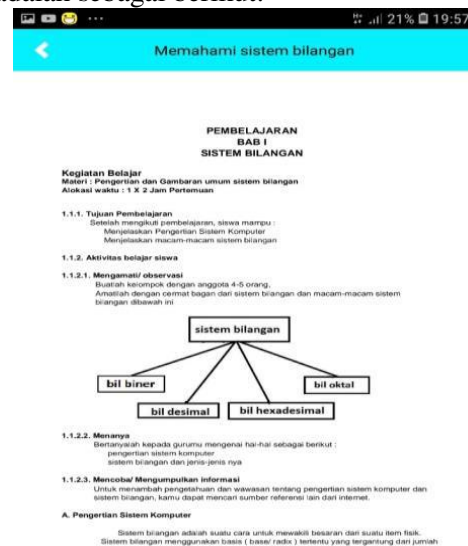 adalah sebagai berikut:
21% 19:57
Memahami sistem bilangan
PEMBELAJARAN
BAB I
SISTEM BILANGAN
Kegiatan Belajar
Materi : Pengertian dan Gambaran umum sistem bilangan
Alokasi waktu : 1 X 2 Jam Pertemuan
1.1.1. Tujuan Pembelajaran
Setelah mengikuti pembelajaran, siswa mampu :
Menjelaskan Pengertian Sistem Komputer
Menjelaskan macam-macam sistem bilangan
1.1.2. Aktivitas belajar siswa
1.1.2.1. Mengamati/ observasi
Buatlah kelompok dengan anggota 4-5 orang,
Amatilah dengan cermat bagan dari sistem bilangan dan macam-macam sistem
bilangan dibawah ini
sistem bilangan
bil biner
bil oktal
bil desimal
bil hexadesimal
1.1.2.2. Menanya
Bertanyalah kepada gurumu mengenai hal-hal sebagai berikut :
pengertian sistem komputer
sistem bilangan dan jenis-jenis nya
1.1.2.3. Mencoba/ Mengumpulkan informasi
Untuk menambah pengetahuan dan wawasan tentang pengertian sistem komputer dan
sistem bilangan, kamu dapat mencari sumber referensi lain dari internet.
A. Pengertian Sistem Komputer
Sistem bilangan adalah suatu cara untuk mewakili besaran dari suatu item fisik.
Sistem bilangan menggunakan basis ( base/ radix ) tertentu yang tergantung dari jumlah